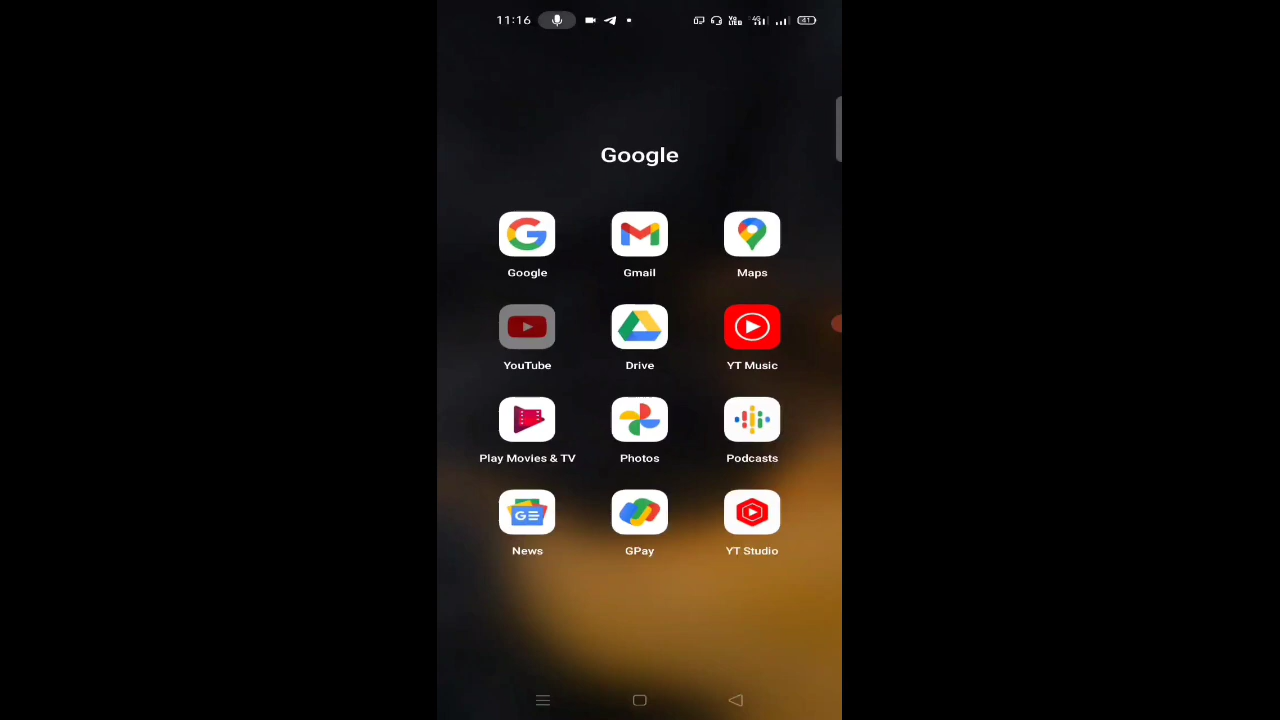 11:16
41
Google
Google Gmail Maps
YouTube Drive YT Music
Play Movies & TV Photos Podcasts
News GPay YT Studio